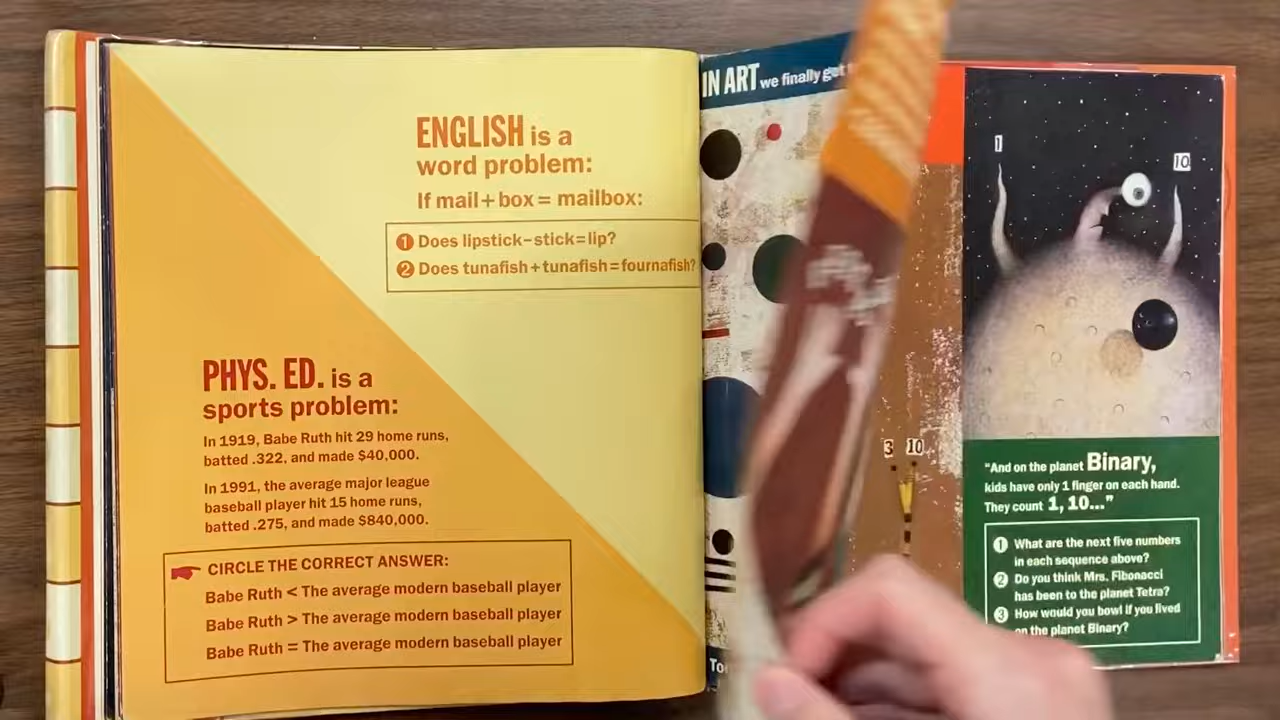 ENGLISH is a
word problem:
If mail+box = mailbox:
1 Does lipstick–stick=lip?
2 Does tunafish+tunafish=fournafish?
PHYS. ED. is a
sports problem:
In 1919, Babe Ruth hit 29 home runs,
batted .322, and made $40,000.
In 1991, the average major league
baseball player hit 15 home runs,
batted .275, and made $840,000.
CIRCLE THE CORRECT ANSWER:
Babe Ruth < The average modern baseball player
Babe Ruth > The average modern baseball player
Babe Ruth = The average modern baseball player
IN ART we finally get
3 10
1
10
"And on the planet Binary,
kids have only 1 finger on each hand.
They count 1, 10..."
1 What are the next five numbers
in each sequence above?
2 Do you think Mrs. Fibonacci
has been to the planet Tetra?
3 How would you bowl if you lived
on the planet Binary?